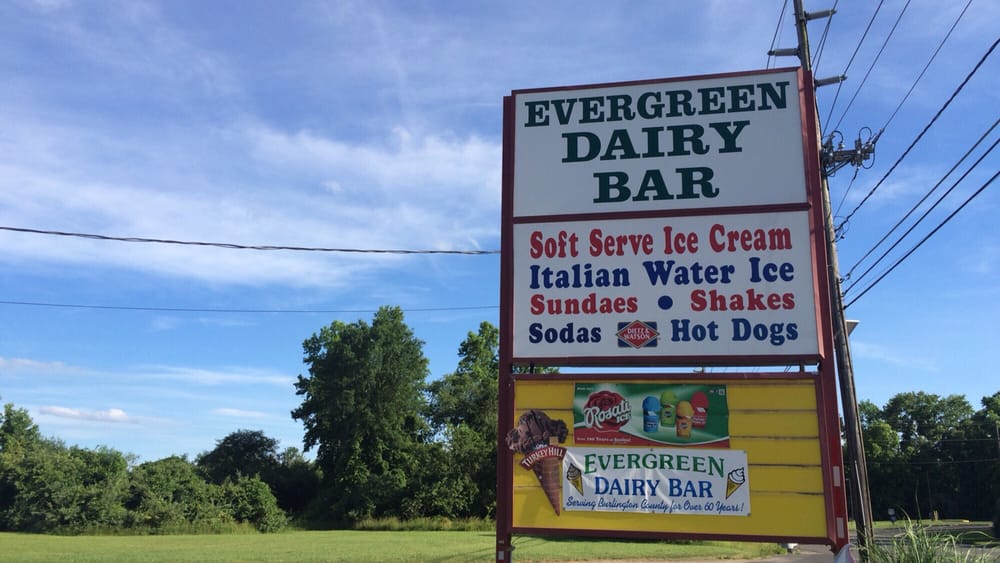 EVERGREEN
DAIRY
BAR
Soft Serve Ice Cream
Italian Water Ice
Sundaes • Shakes
Sodas DIETZ & WATSON Hot Dogs
Rosati
ICE
TURKEY HILL
EVERGREEN
DAIRY BAR
Serving Burlington County for Over 60 Years!